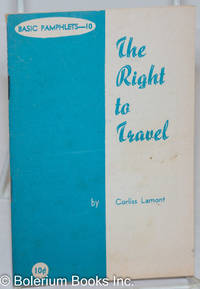 BASIC PAMPHLETS—10
The
Right
to
Travel
by Corliss Lamont
10¢
© Bolerium Books Inc.